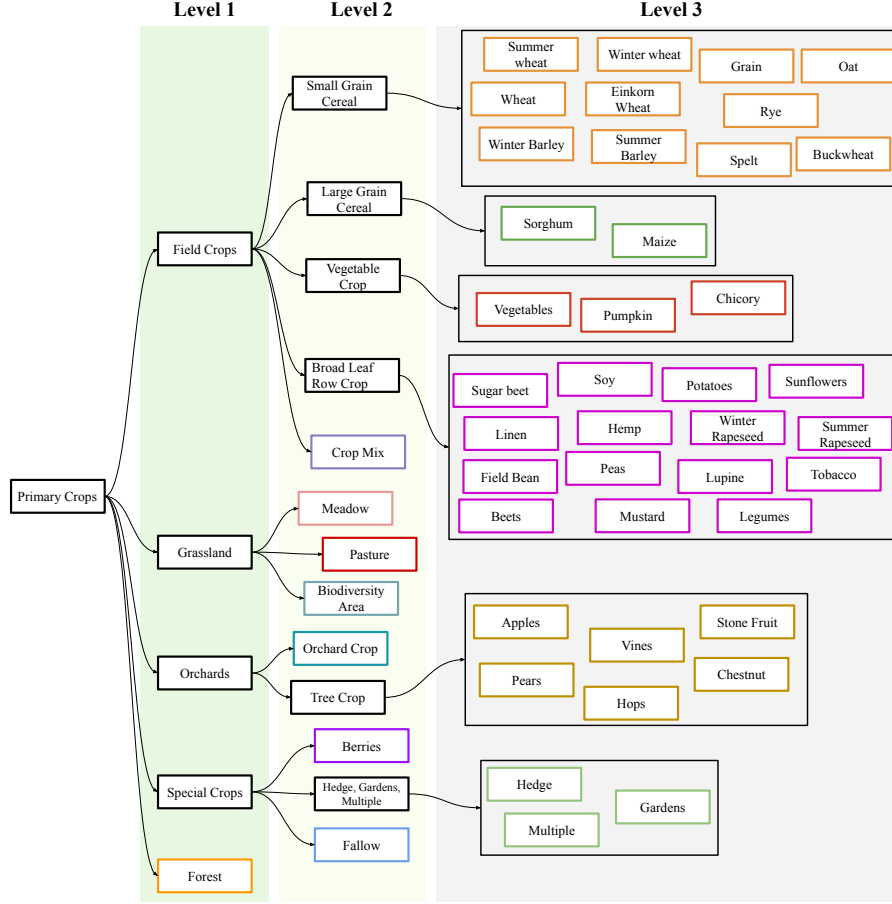 Level 1
Level 2
Level 3
Primary Crops
Field Crops
Grassland
Orchards
Special Crops
Forest
Small Grain
Cereal
Large Grain
Cereal
Vegetable
Crop
Broad Leaf
Row Crop
Crop Mix
Meadow
Pasture
Biodiversity
Area
Orchard Crop
Tree Crop
Berries
Hedge, Gardens,
Multiple
Fallow
Summer
wheat
Winter wheat
Grain
Oat
Wheat
Einkorn
Wheat
Rye
Winter Barley
Summer
Barley
Spelt
Buckwheat
Sorghum
Maize
Vegetables
Pumpkin
Chicory
Sugar beet
Soy
Potatoes
Sunflowers
Linen
Hemp
Winter
Rapeseed
Summer
Rapeseed
Field Bean
Peas
Lupine
Tobacco
Beets
Mustard
Legumes
Apples
Vines
Stone Fruit
Pears
Hops
Chestnut
Hedge
Gardens
Multiple